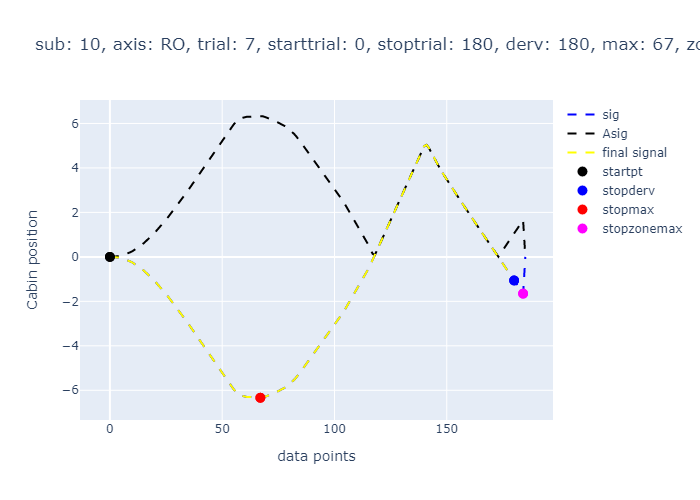 sub: 10, axis: RO, trial: 7, starttrial: 0, stoptrial: 180, derv: 180, max: 67,
6
4
2
0
−2
−4
−6
0
50
100
150
Cabin position
data points
sig
Asig
final signal
startpt
stopderv
stopmax
stopzonemax